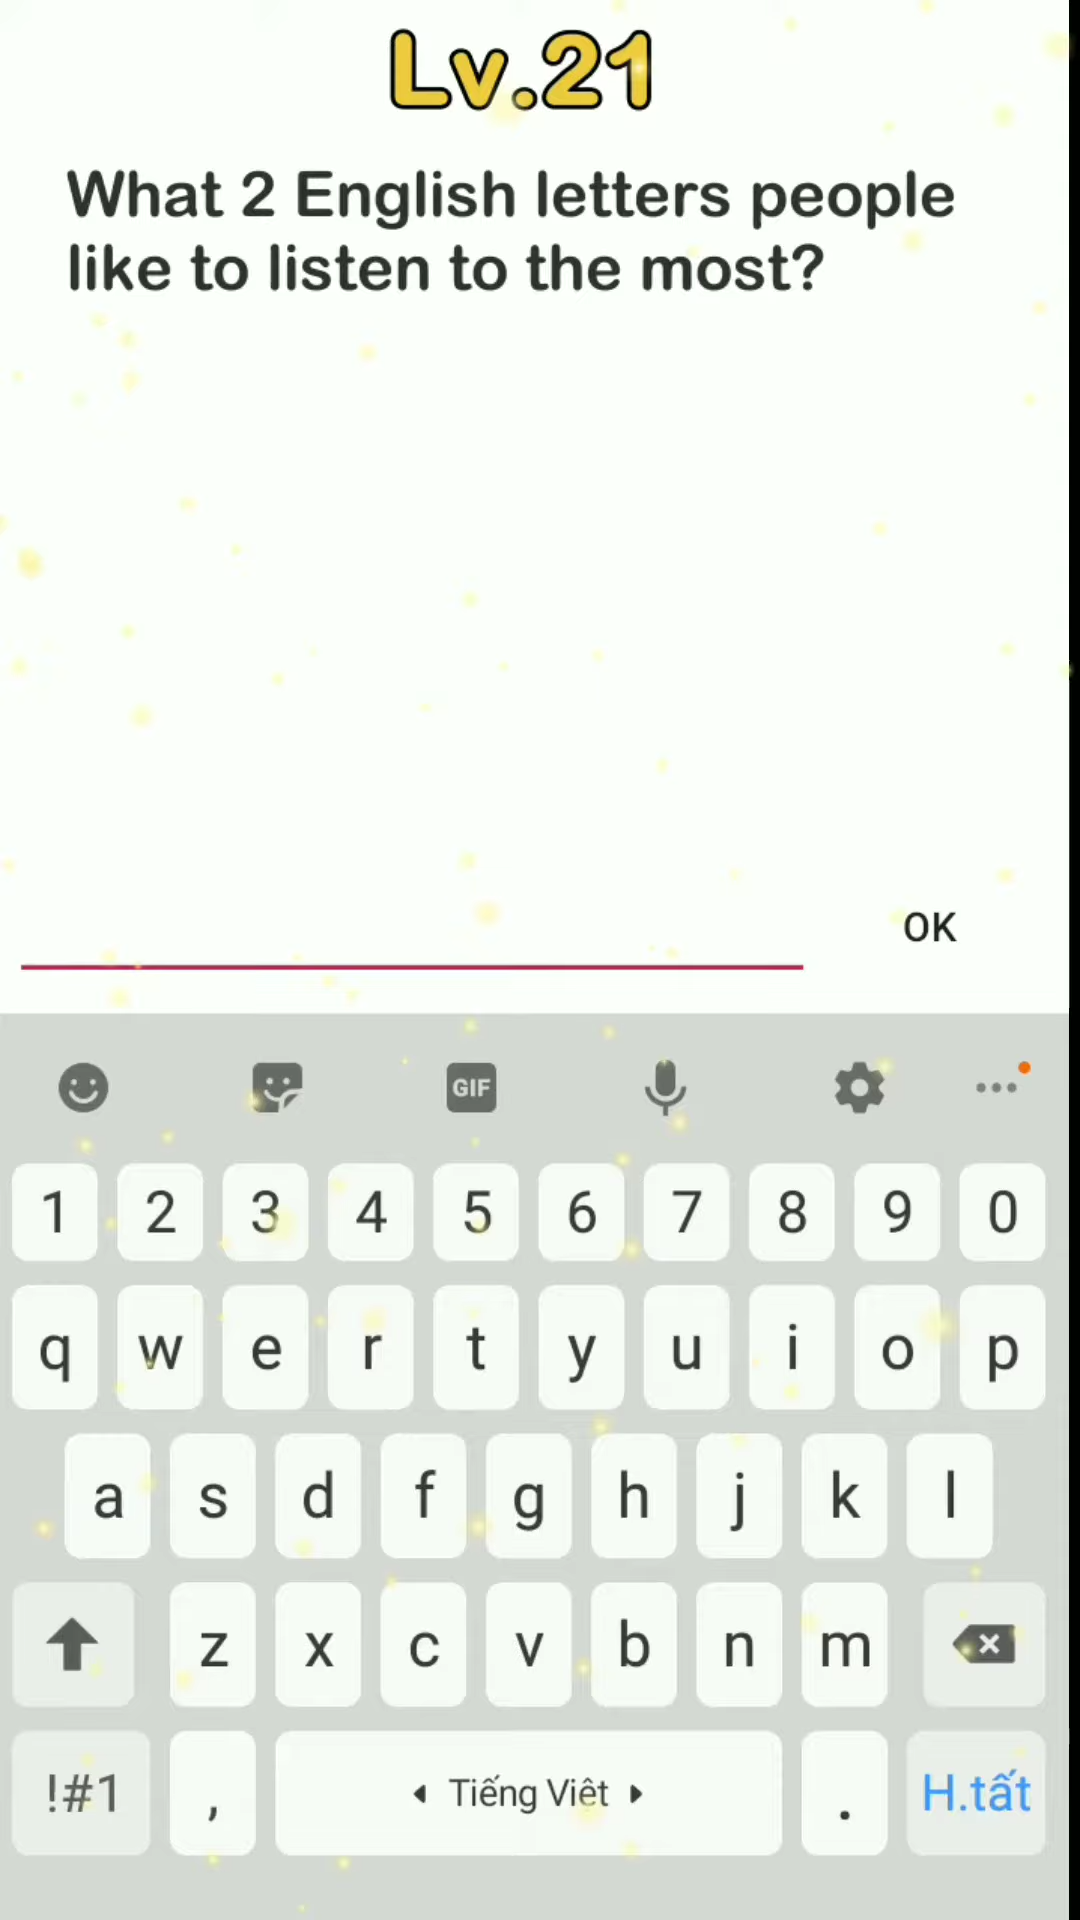 Lv.21
What 2 English letters people
like to listen to the most?
OK
GIF
1 2 3 4 5 6 7 8 9 0
q w e r t y u i o p
a s d f g h j k l
z x c v b n m
!#1 , Tiếng Việt . H.tất